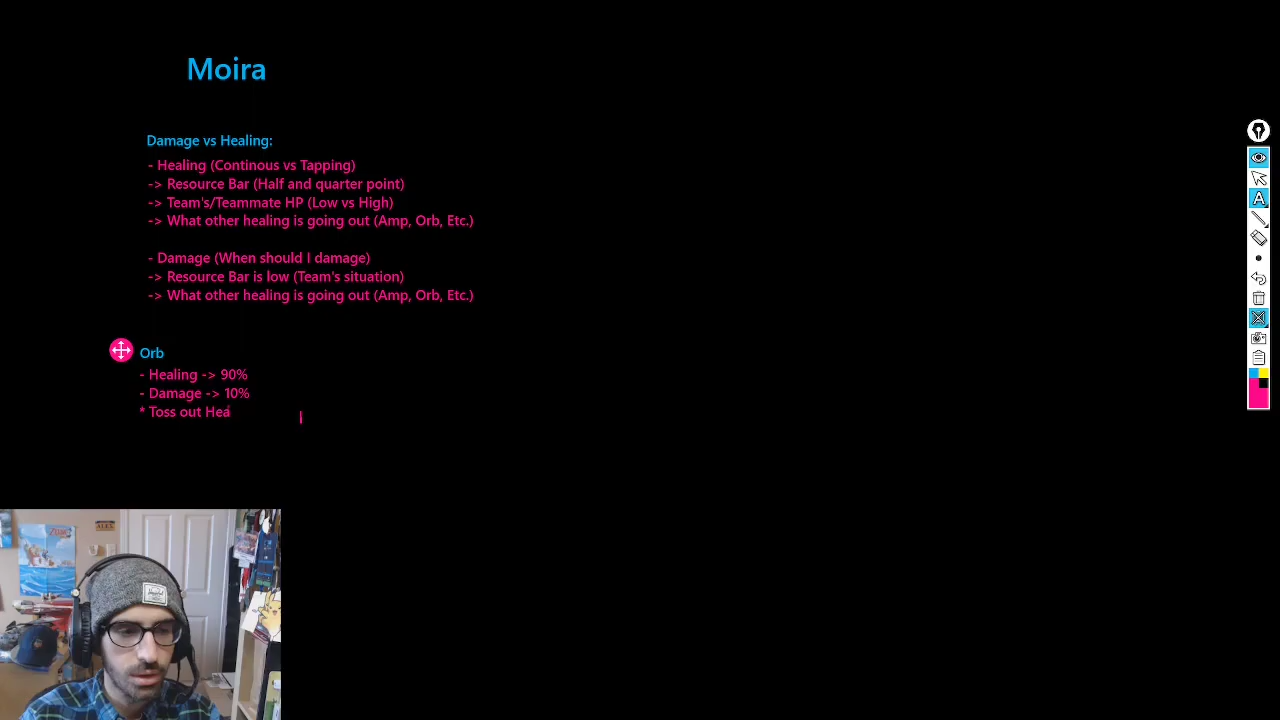 Moira
Damage vs Healing:
- Healing (Continous vs Tapping)
-> Resource Bar (Half and quarter point)
-> Team's/Teammate HP (Low vs High)
-> What other healing is going out (Amp, Orb, Etc.)
- Damage (When should I damage)
-> Resource Bar is low (Team's situation)
-> What other healing is going out (Amp, Orb, Etc.)
Orb
- Healing -> 90%
- Damage -> 10%
* Toss out Hea
A
ALEX